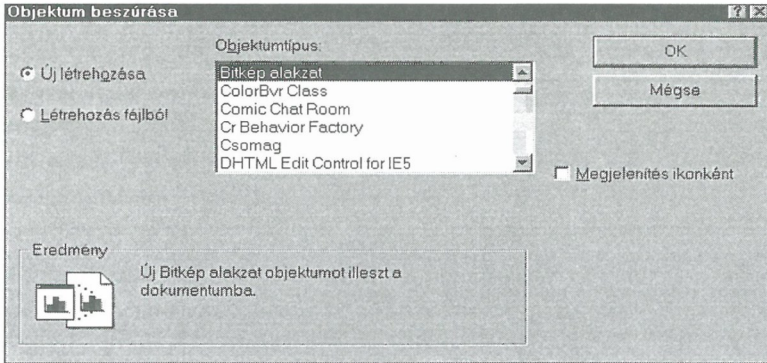 Objektum beszúrása
Objektumtípus:
Új létrehozása
Létrehozás fájlból
Bitkép alakzat
ColorBvr Class
Comic Chat Room
Cr Behavior Factory
Csomag
DHTML Edit Control for IE5
OK
Mégse
Megjelenítés ikonként
Eredmény
Új Bitkép alakzat objektumot illeszt a
dokumentumba.